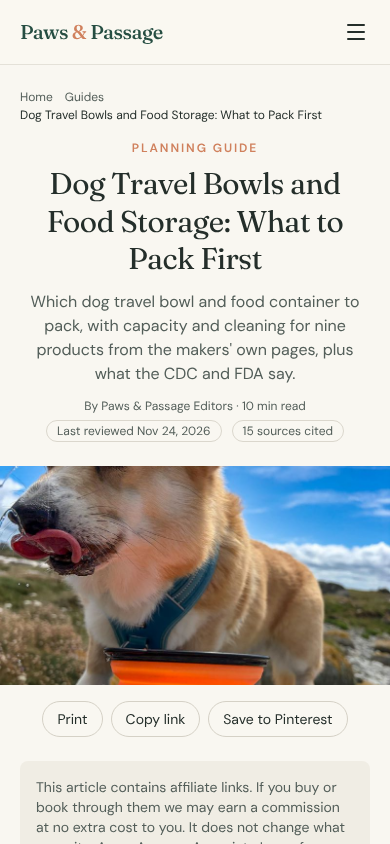 Paws & Passage
Home Guides
Dog Travel Bowls and Food Storage: What to Pack First
PLANNING GUIDE
Dog Travel Bowls and
Food Storage: What to
Pack First
Which dog travel bowl and food container to
pack, with capacity and cleaning for nine
products from the makers' own pages, plus
what the CDC and FDA say.
By Paws & Passage Editors · 10 min read
Last reviewed Nov 24, 2026 15 sources cited
Print Copy link Save to Pinterest
This article contains affiliate links. If you buy or
book through them we may earn a commission
at no extra cost to you. It does not change what